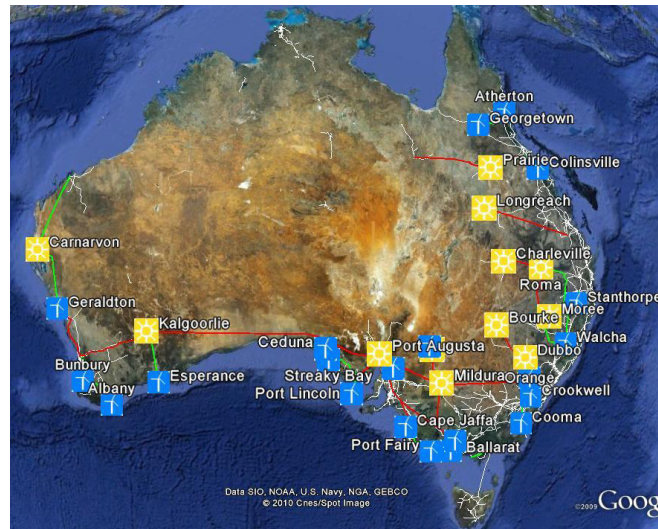 Atherton
Georgetown
Prairie
Colinsville
Longreach
Carnarvon
Charleville
Roma
Geraldton
Stanthorpe
Moree
Kalgoorlie
Bourke
Ceduna
Port Augusta
Walcha
Dubbo
Bunbury
Streaky Bay
Mildura
Orange
Albany
Esperance
Port Lincoln
Crookwell
Cape Jaffa
Cooma
Port Fairy
Ballarat
Data SIO, NOAA, U.S. Navy, NGA, GEBCO
© 2010 Cnes/Spot Image
©2009 Goog